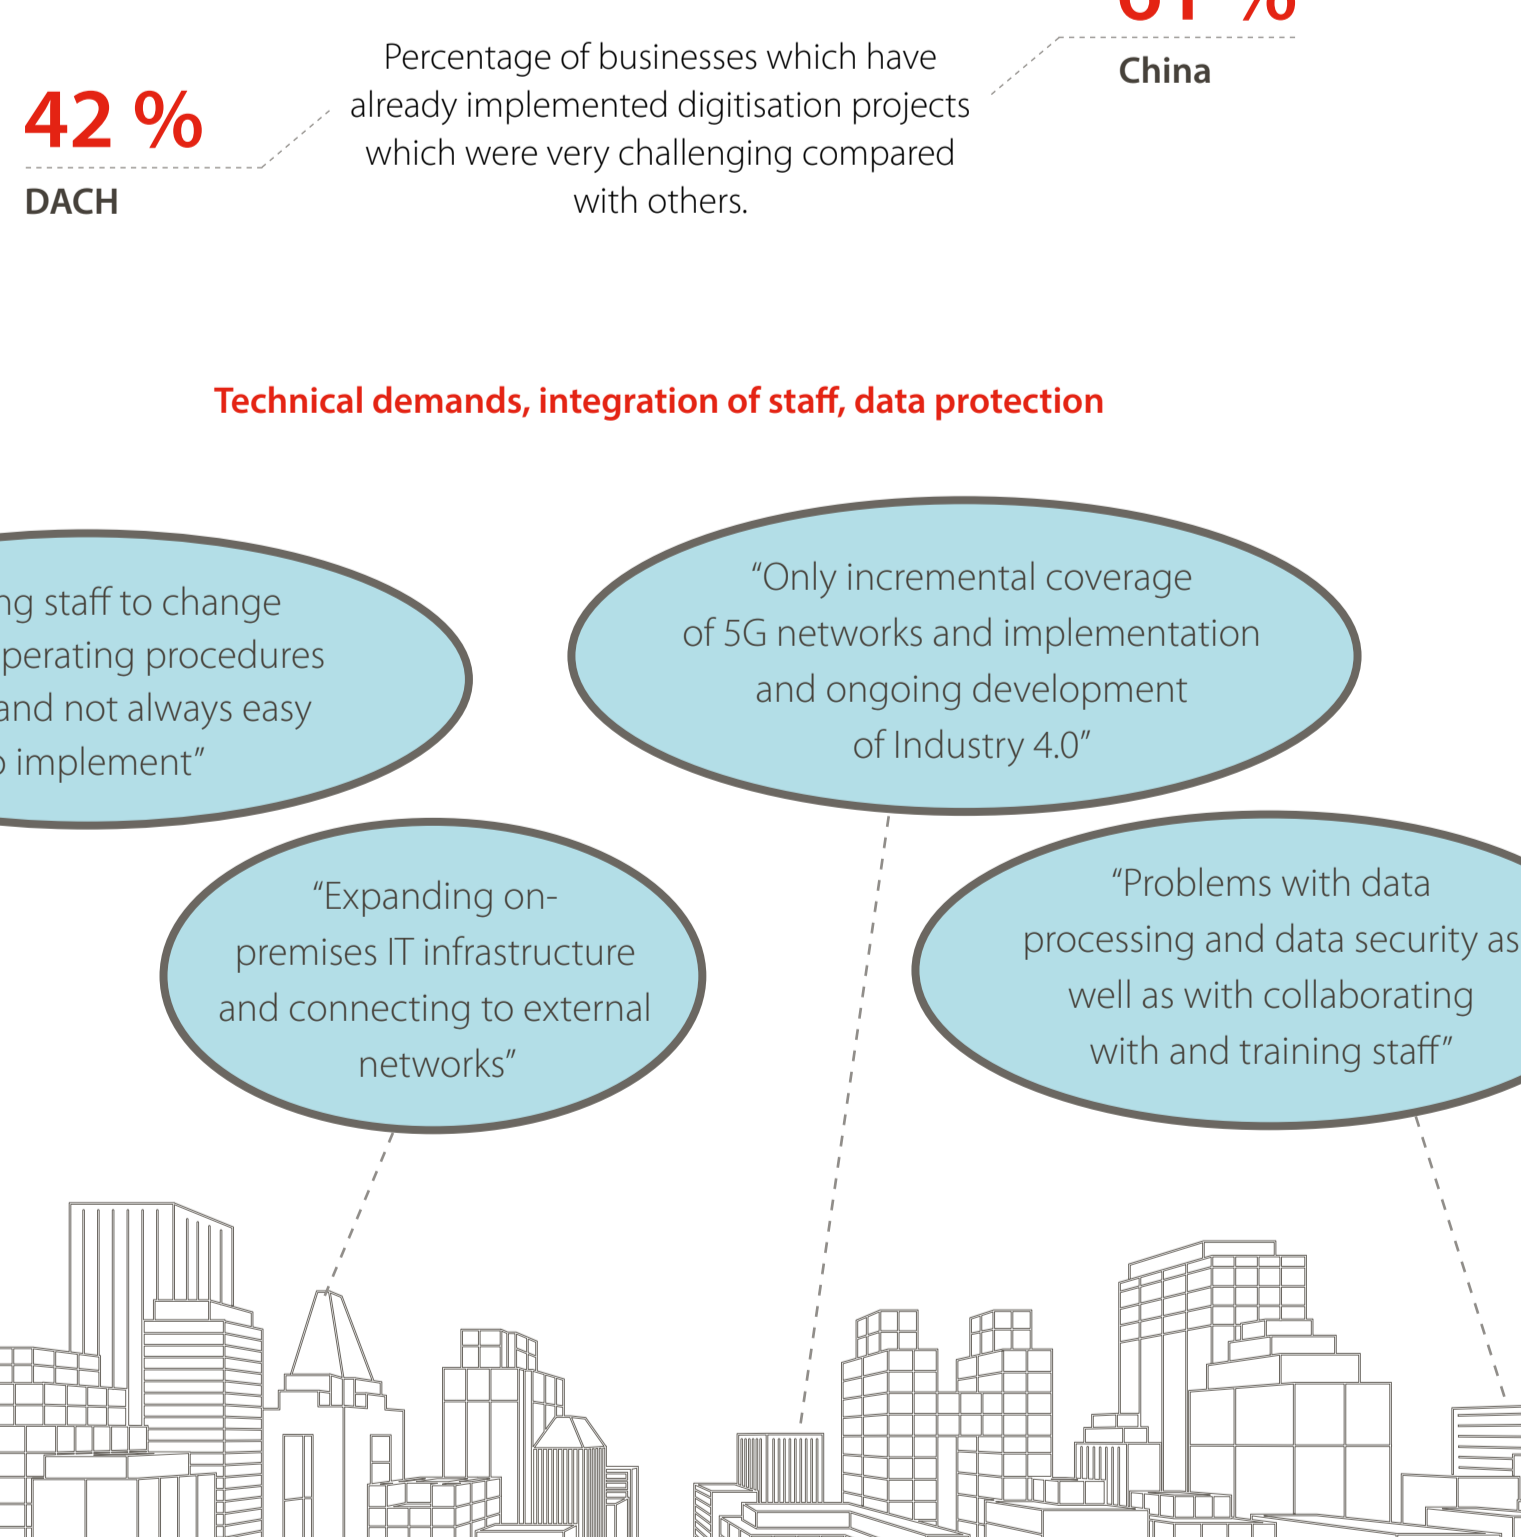 42 %
DACH
Percentage of businesses which have
already implemented digitisation projects
which were very challenging compared
with others.
%
China
Technical demands, integration of staff, data protection
staff to change
procedures
and not always easy
implement”
“Only incremental coverage
of 5G networks and implementation
and ongoing development
of Industry 4.0”
“Expanding on-
premises IT infrastructure
and connecting to external
networks”
“Problems with data
processing and data security as
well as with collaborating
with and training staff”